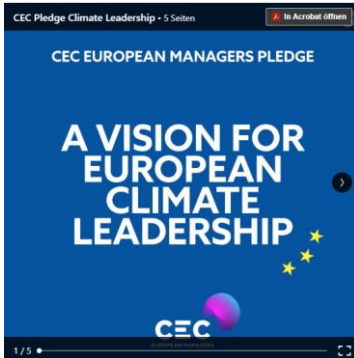 CEC Pledge Climate Leadership • 5 Seiten
In Acrobat öffnen
CEC EUROPEAN MANAGERS PLEDGE
A VISION FOR
EUROPEAN
CLIMATE
LEADERSHIP
CEC
EUROPEAN MANAGERS
1 / 5